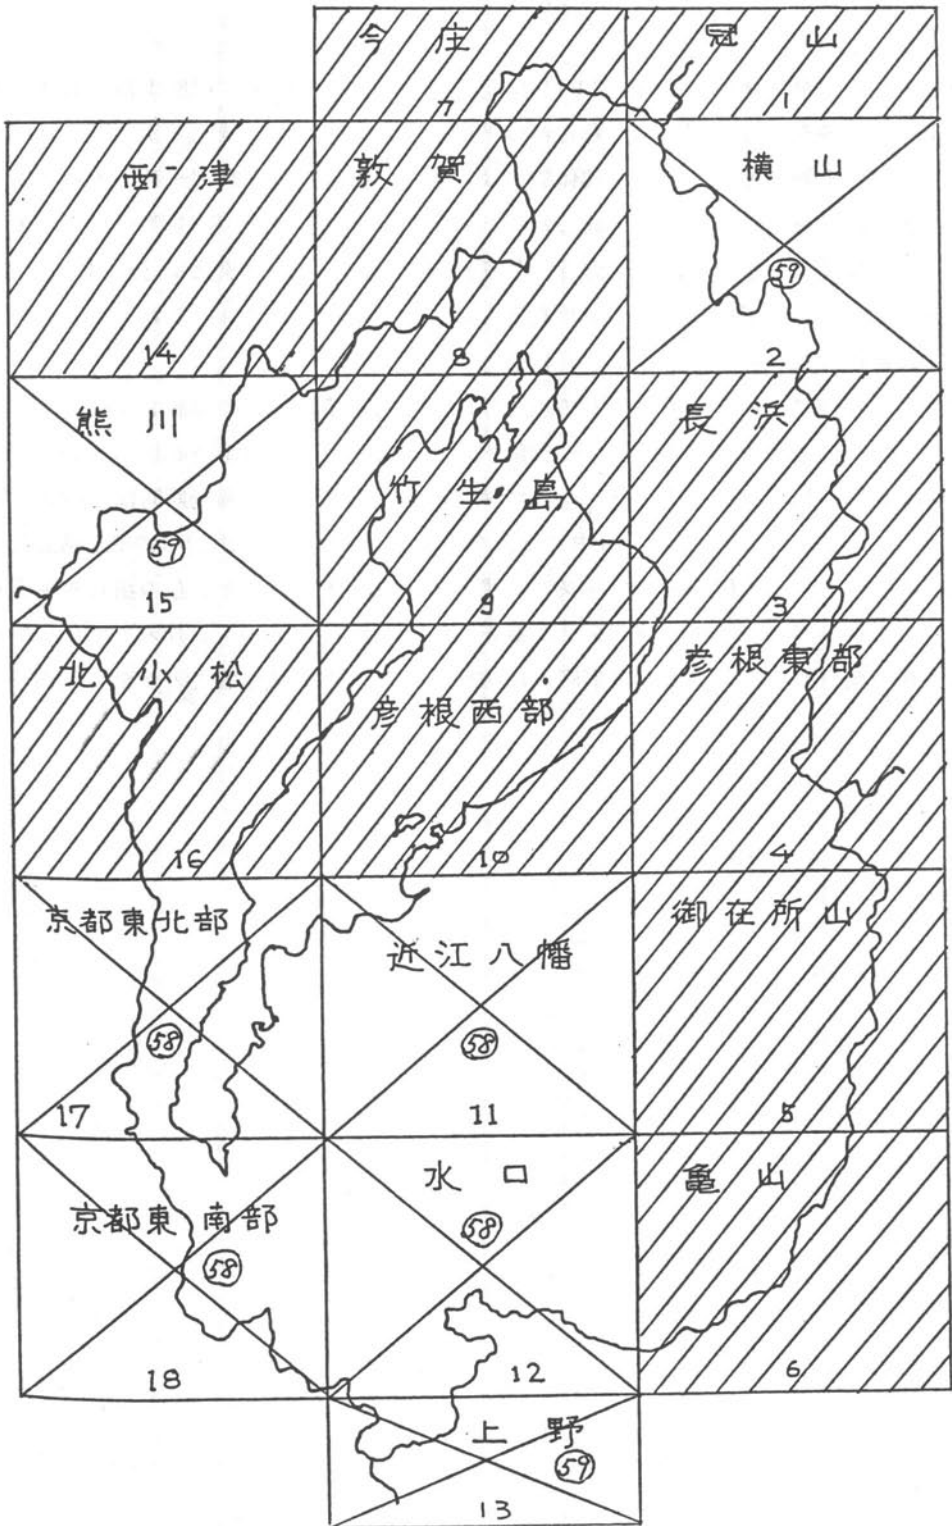 今庄
7
冠山
1
西津
14
敦賀
8
横山
59
2
熊川
59
15
竹生島
9
長浜
3
北小松
16
彦根西部
10
彦根東部
4
京都東北部
58
17
近江八幡
58
11
御在所山
5
京都東南部
58
18
水口
58
12
亀山
6
上野
59
13